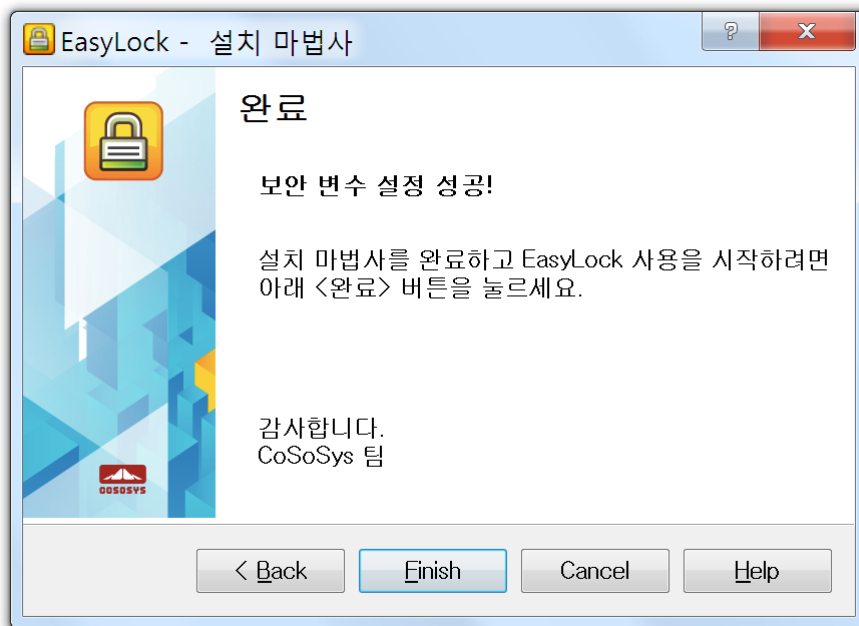 EasyLock - 설치 마법사
완료
보안 변수 설정 성공!
설치 마법사를 완료하고 EasyLock 사용을 시작하려면
아래 <완료> 버튼을 눌르세요.
감사합니다.
CoSoSys 팀
COSOSYS
< Back
Finish
Cancel
Help